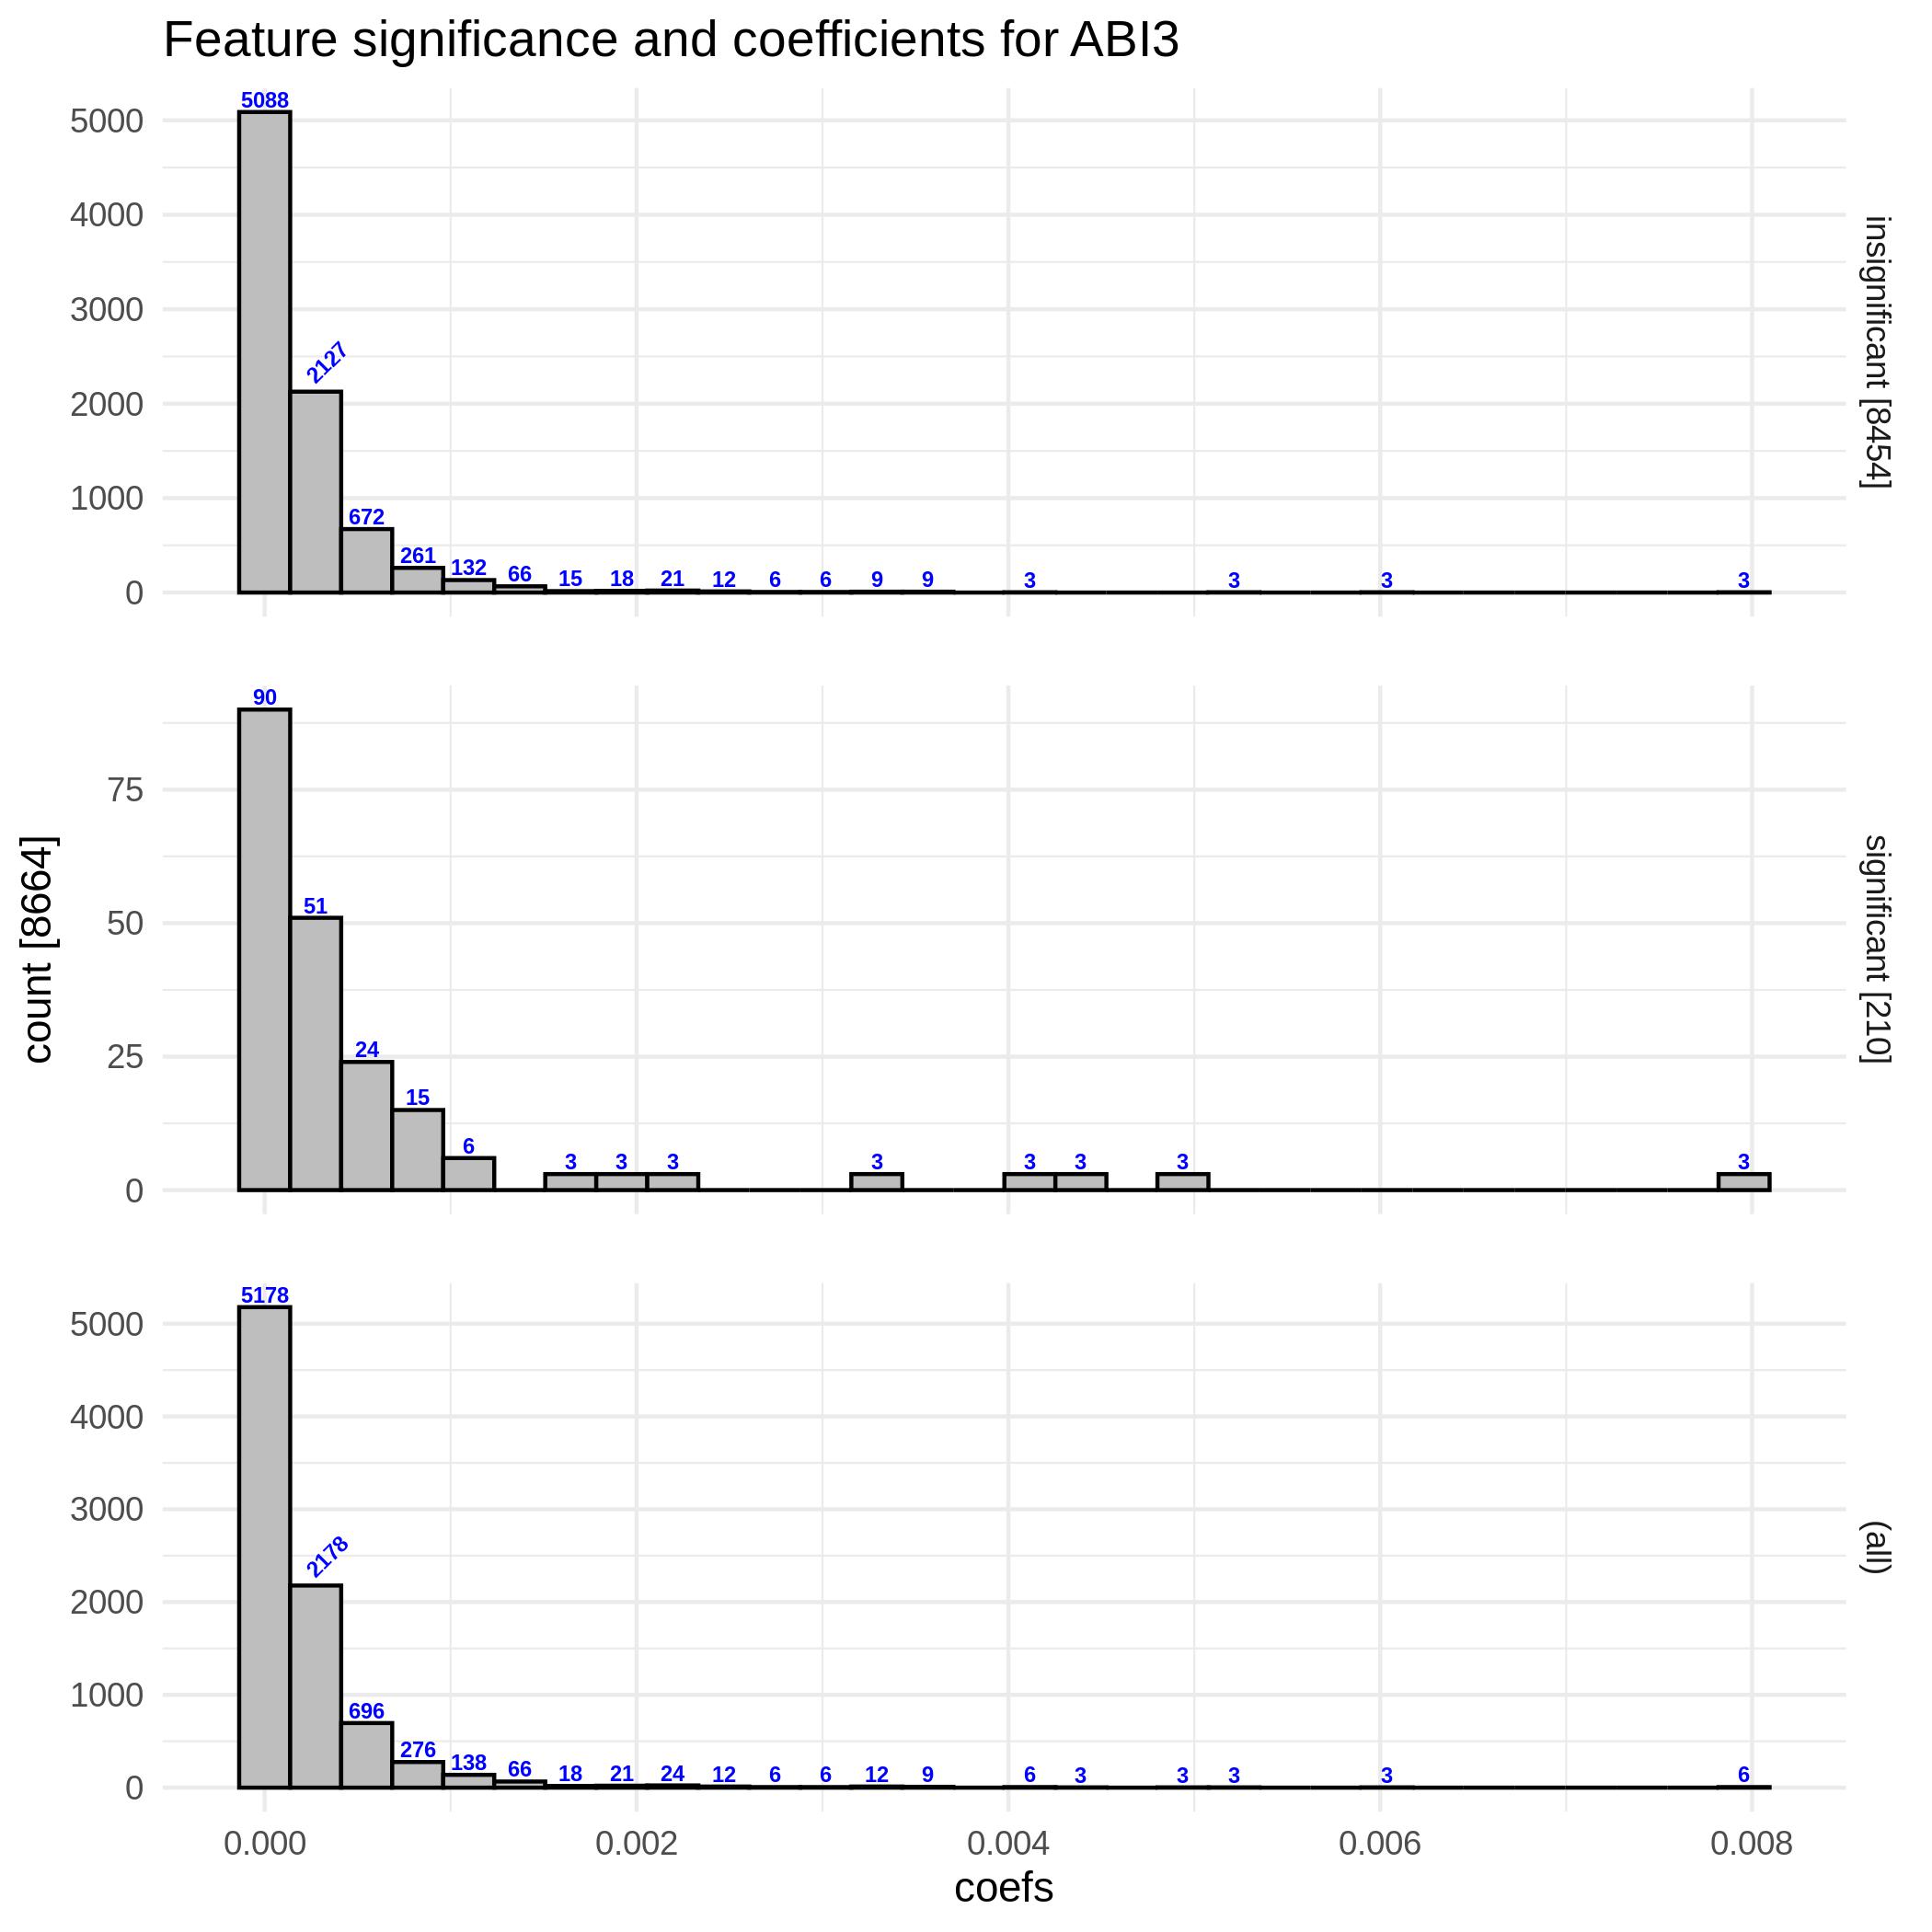 Feature significance and coefficients for ABI3
5088
5000
4000
3000
2127
2000
1000
672
261 132 66 15 18 21 12 6 6 9 9 3 3 3 3
0
insignificant [8454]
90
75
51
50
24
25
15
6 3 3 3 3 3 3 3 3
0
significant [210]
count [8664]
5178
5000
4000
3000
2178
2000
1000
696
276 138 66 18 21 24 12 6 6 12 9 6 3 3 3 3 6
0
(all)
0.000 0.002 0.004 0.006 0.008
coefs